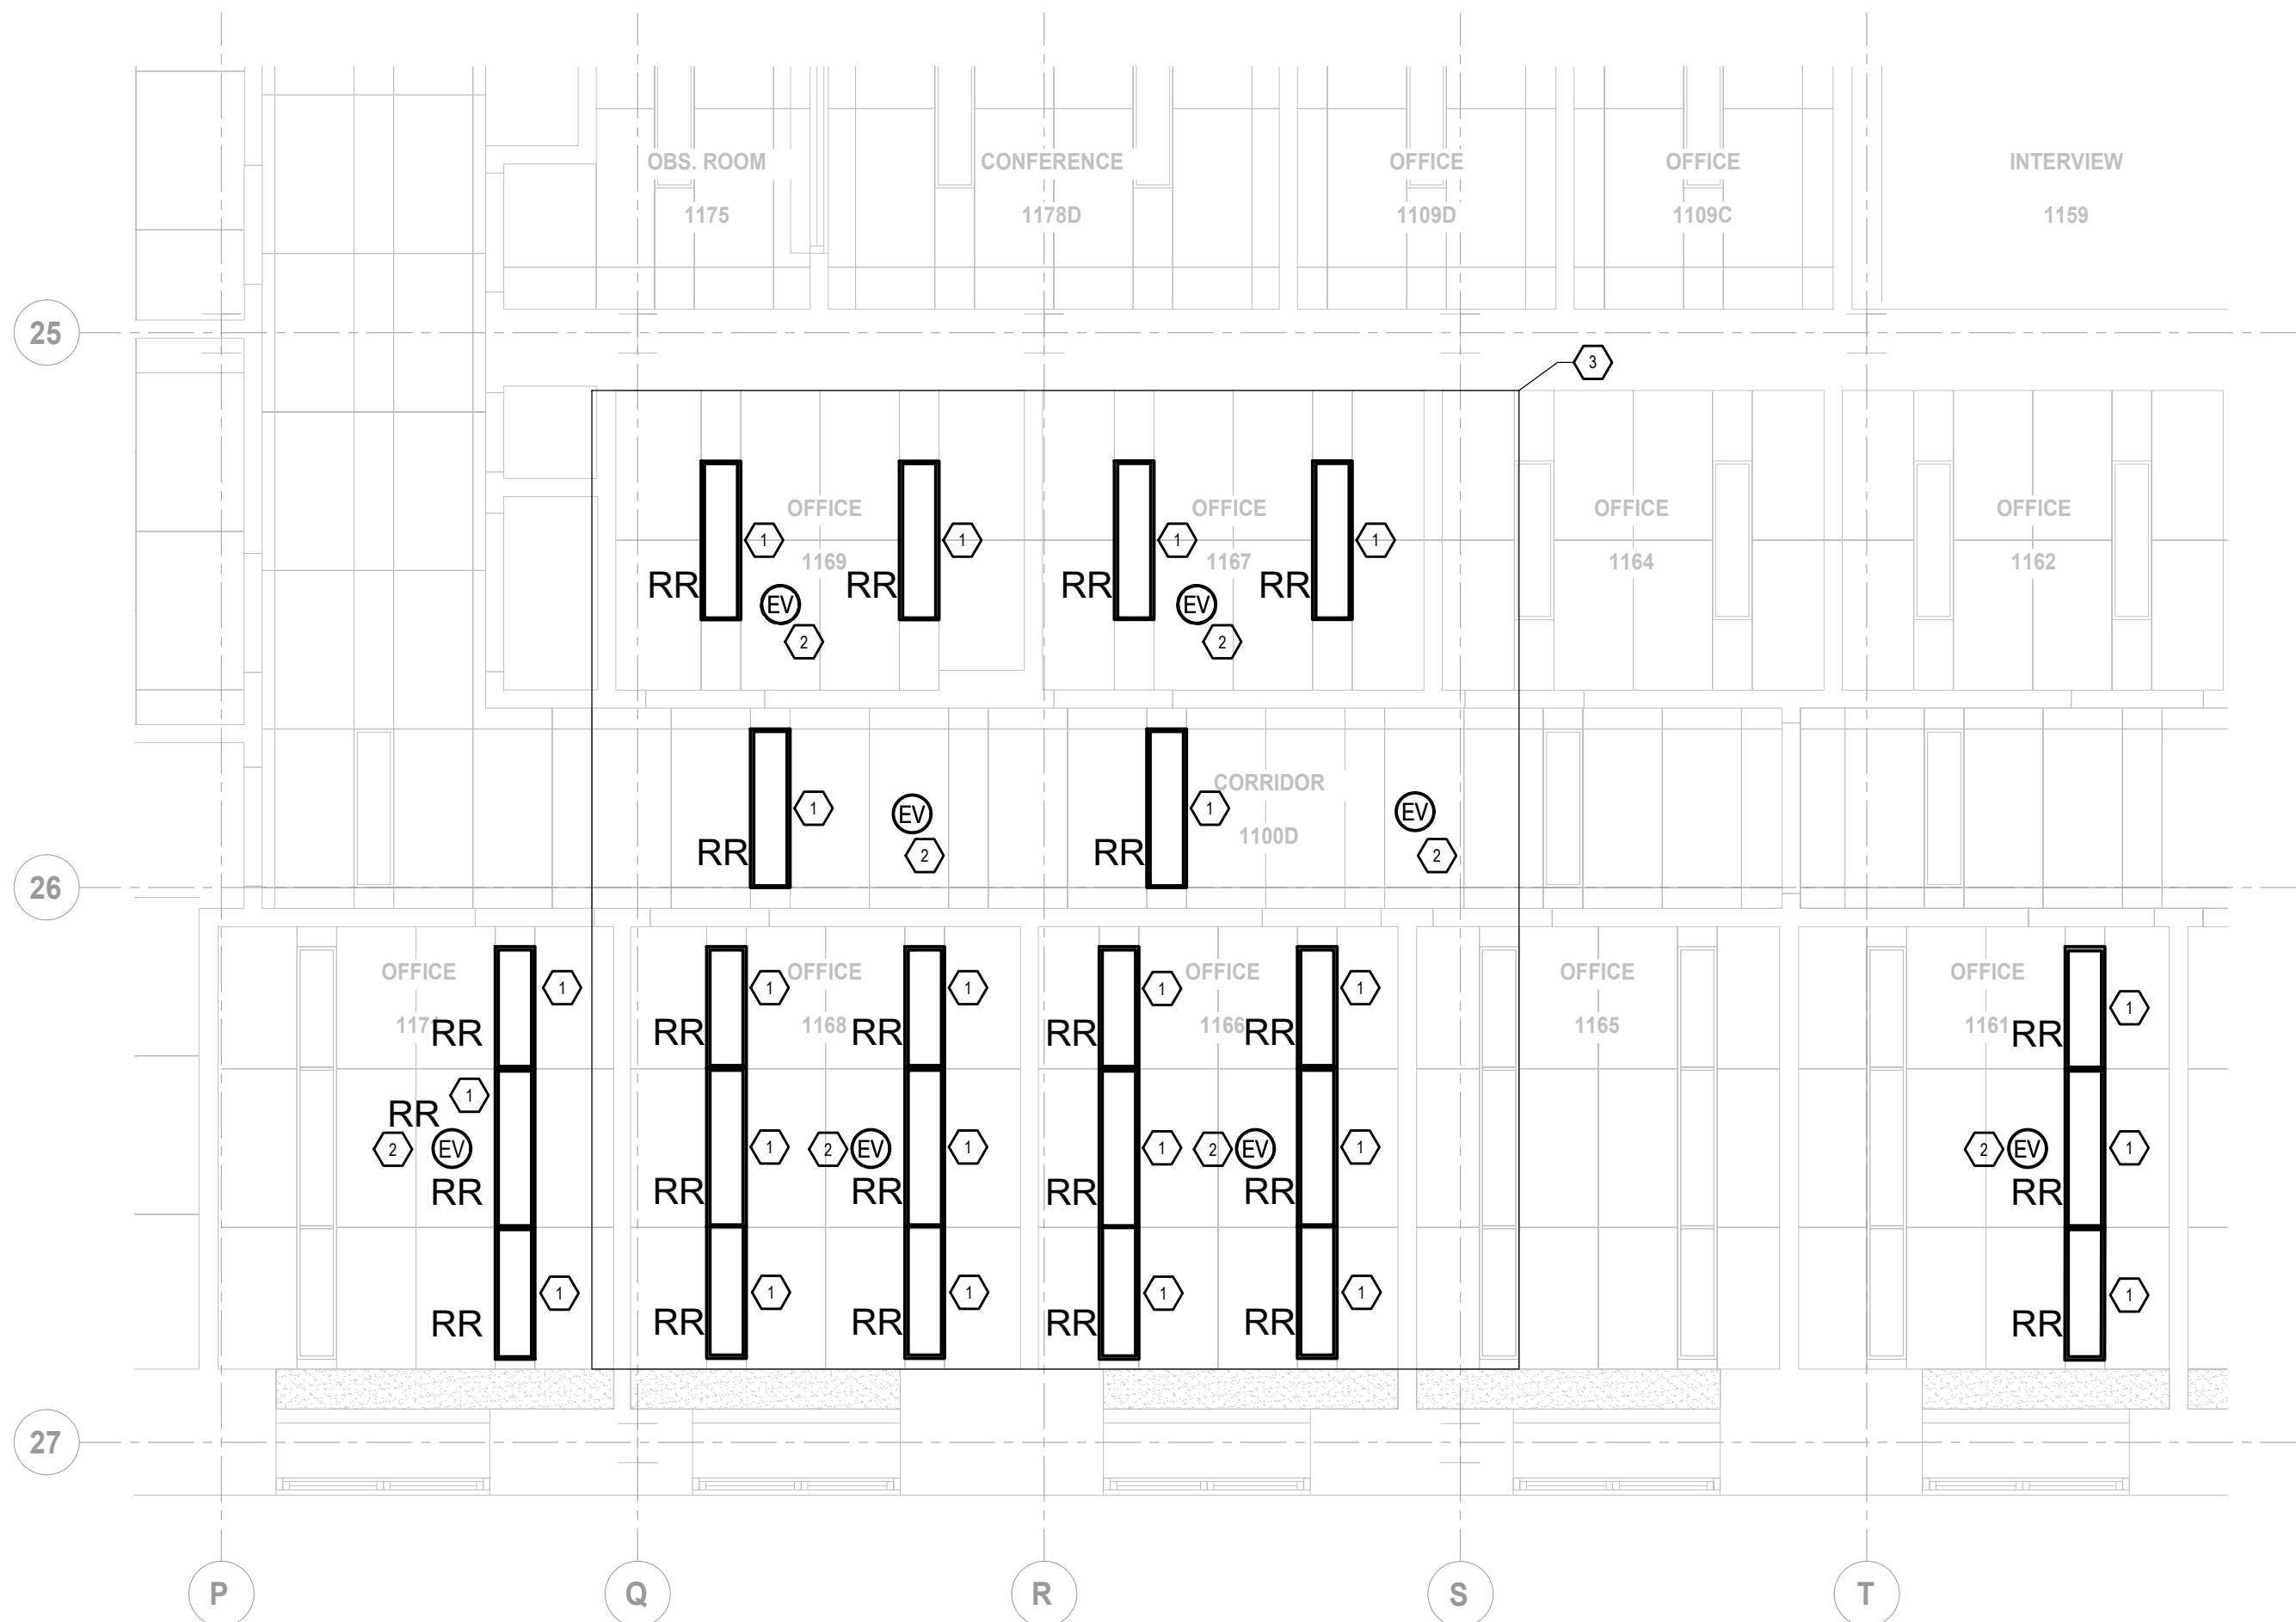 OBS. ROOM
1175
CONFERENCE
1178D
OFFICE
1109D
OFFICE
1109C
INTERVIEW
1159
25
3
OFFICE
1169
OFFICE
1167
OFFICE
1164
OFFICE
1162
1
1
1
1
RR
RR
RR
RR
EV
EV
2
2
CORRIDOR
1100D
1
1
EV
EV
RR
RR
2
2
26
OFFICE
1171
OFFICE
1168
OFFICE
1166
OFFICE
1165
OFFICE
1161
1
1
1
1
1
1
RR
RR
RR
RR
RR
RR
1
RR
2
EV
1
2
EV
1
1
2
EV
1
2
EV
1
RR
RR
RR
RR
RR
RR
1
1
1
1
1
1
RR
RR
RR
RR
RR
RR
27
P
Q
R
S
T